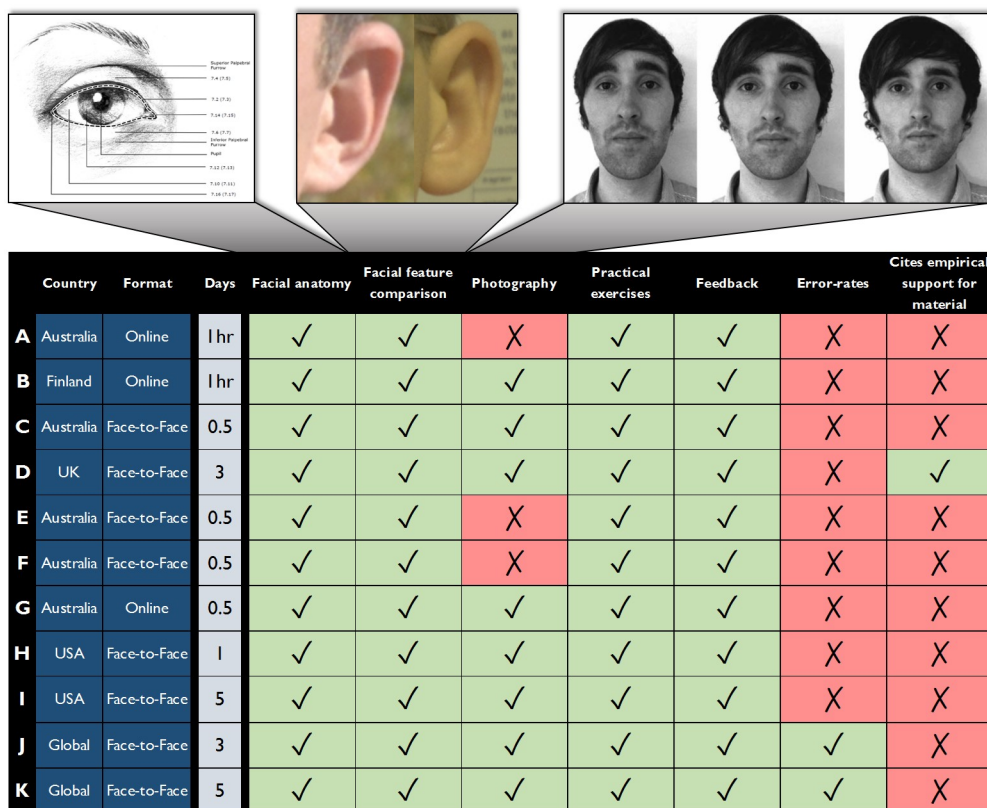 Superior Palpebral
Furrow
7.4 (7.5)
7.2 (7.3)
7.14 (7.15)
7.6 (7.7)
Inferior Palpebral
Furrow
Pupil
7.12 (7.13)
7.10 (7.11)
7.16 (7.17)
Country Format Days Facial anatomy Facial feature comparison Photography Practical exercises Feedback Error-rates Cites empirical support for material
A Australia Online 1hr ✓ ✓ X ✓ ✓ X X
B Finland Online 1hr ✓ ✓ ✓ ✓ ✓ X X
C Australia Face-to-Face 0.5 ✓ ✓ ✓ ✓ ✓ X X
D UK Face-to-Face 3 ✓ ✓ ✓ ✓ ✓ X ✓
E Australia Face-to-Face 0.5 ✓ ✓ X ✓ ✓ X X
F Australia Face-to-Face 0.5 ✓ ✓ X ✓ ✓ X X
G Australia Online 0.5 ✓ ✓ ✓ ✓ ✓ X X
H USA Face-to-Face 1 ✓ ✓ ✓ ✓ ✓ X X
I USA Face-to-Face 5 ✓ ✓ ✓ ✓ ✓ X X
J Global Face-to-Face 3 ✓ ✓ ✓ ✓ ✓ ✓ X
K Global Face-to-Face 5 ✓ ✓ ✓ ✓ ✓ ✓ X